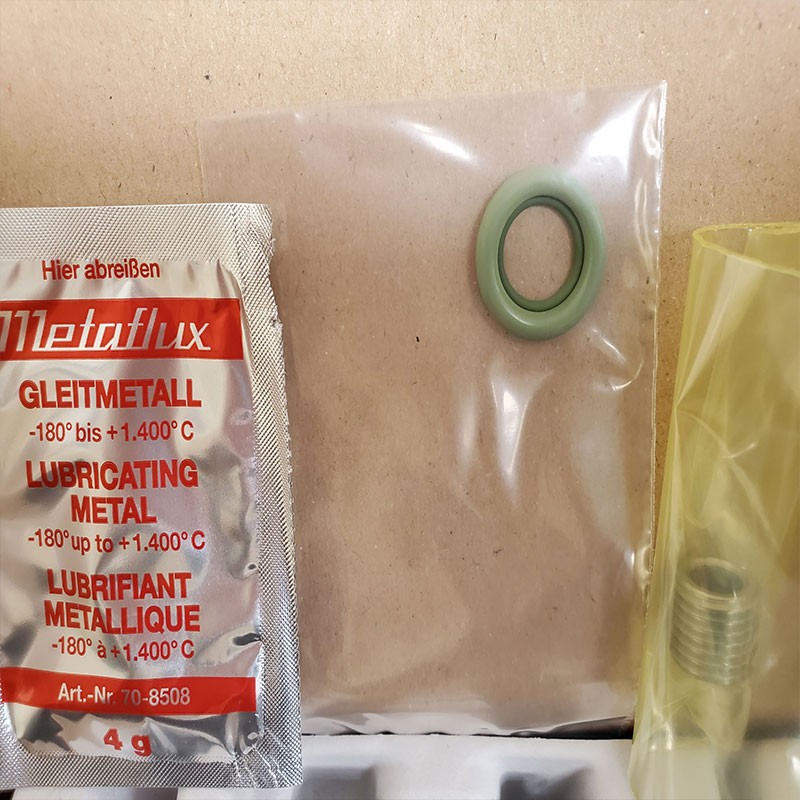 Hier abreißen
Metaflux
GLEITMETALL
-180° bis +1.400° C
LUBRICATING
METAL
-180° up to +1.400° C
LUBRIFIANT
METALLIQUE
-180° à +1.400° C
Art.-Nr. 70-8508
4 g